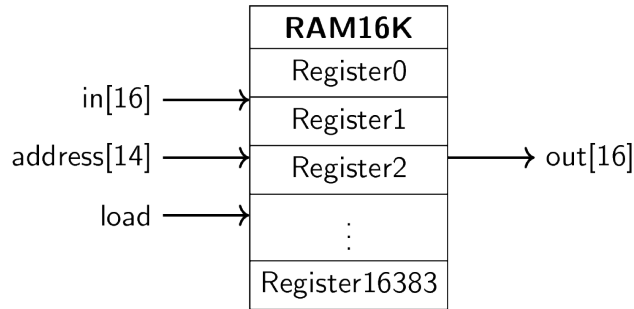 RAM16K
Register0
in[16]
Register1
address[14]
Register2
out[16]
load
⋮
Register16383